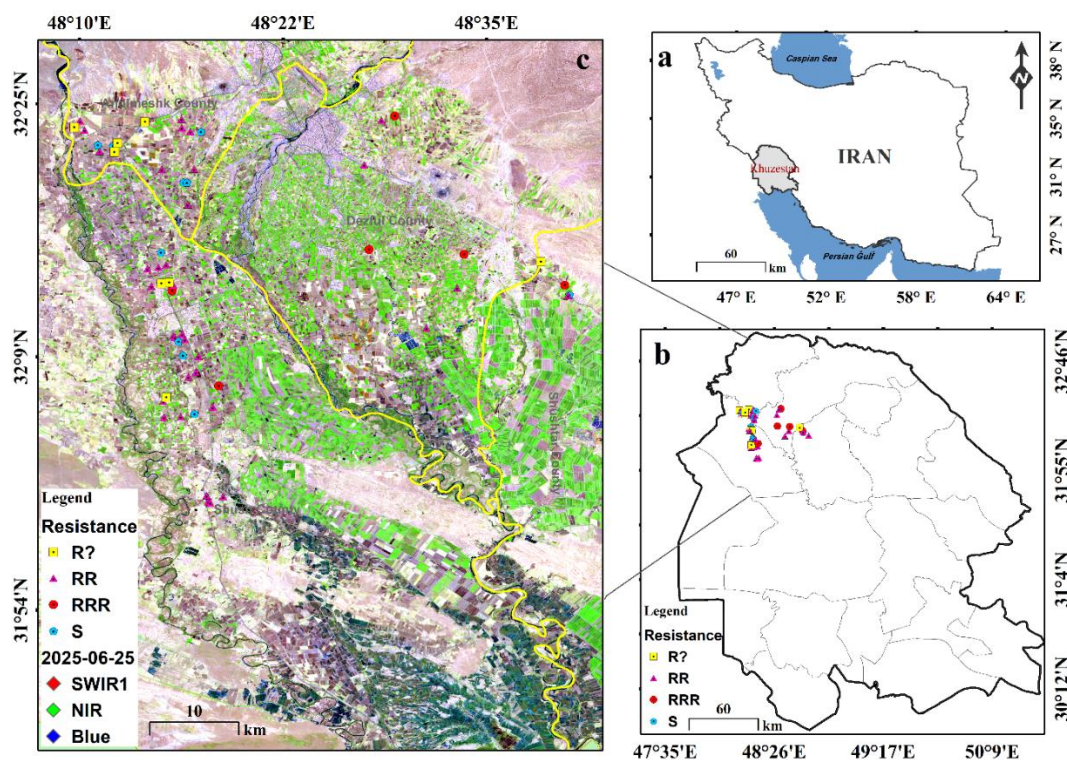 48°10'E 48°22'E 48°35'E
32°25'N
32°9'N
31°54'N
c
Andimeshk County
Dezful County
Shushtar County
Shush County
Legend
Resistance
R?
RR
RRR
S
2025-06-25
SWIR1
NIR
Blue
10
km
a
Caspian Sea
N
IRAN
Khuzestan
Persian Gulf
60
km
38°N
35°N
31°N
27°N
47°E 52°E 58°E 64°E
b
32°46'N
31°55'N
31°4'N
30°12'N
Legend
Resistance
R?
RR
RRR
S
60
km
47°35'E 48°26'E 49°17'E 50°9'E